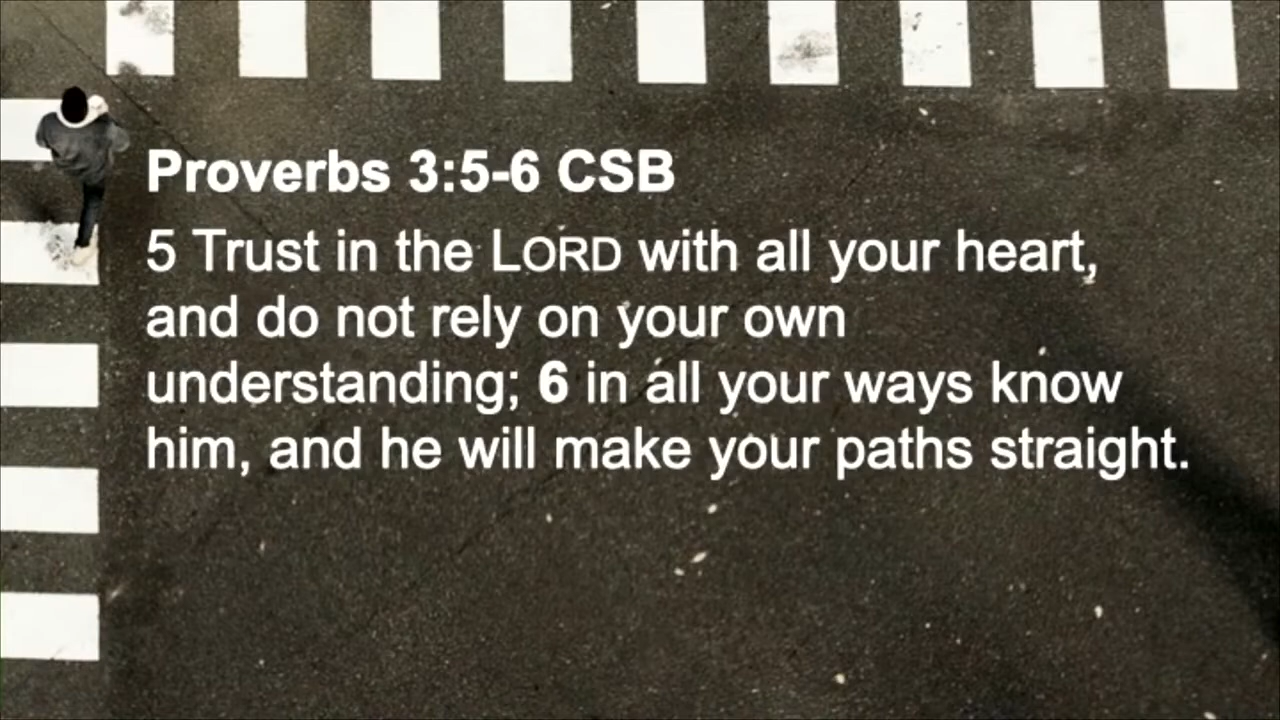 Proverbs 3:5-6 CSB
5 Trust in the LORD with all your heart,
and do not rely on your own
understanding; 6 in all your ways know
him, and he will make your paths straight.